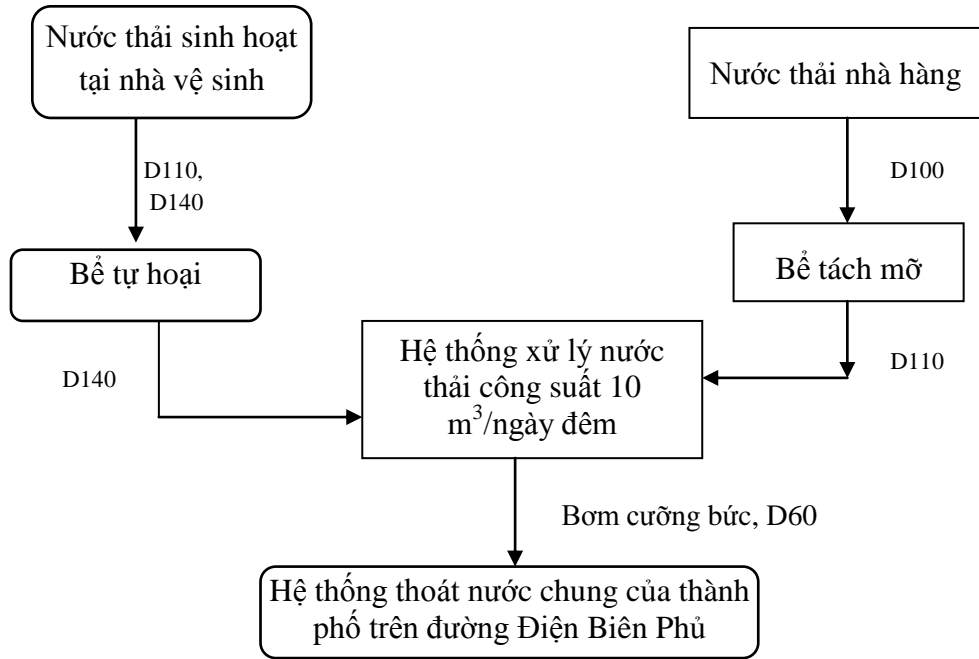 Nước thải sinh hoạt
tại nhà vệ sinh
Nước thải nhà hàng
D110,
D140
D100
Bể tự hoại
Bể tách mỡ
D140
Hệ thống xử lý nước
thải công suất 10
m³/ngày đêm
D110
Bơm cưỡng bức, D60
Hệ thống thoát nước chung của thành
phố trên đường Điện Biên Phủ